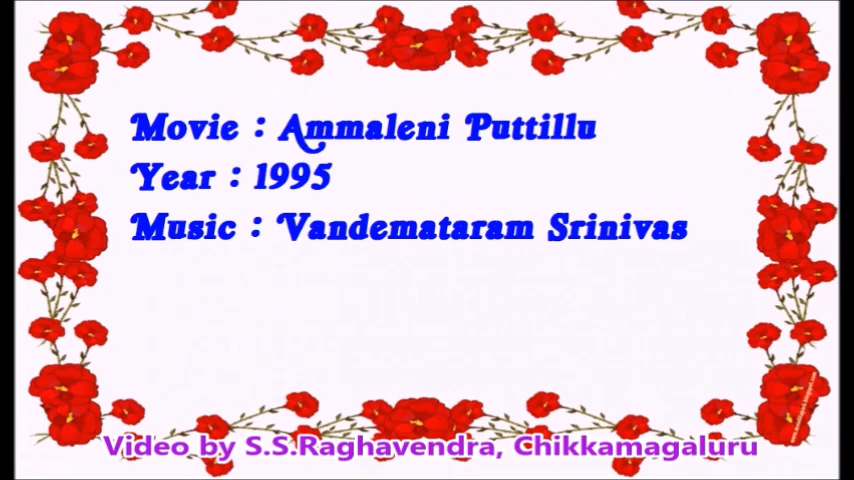 Movie : Ammaleni Puttillu
Year : 1995
Music : Vandemataram Srinivas
Video by S.S.Raghavendra, Chikkamagaluru